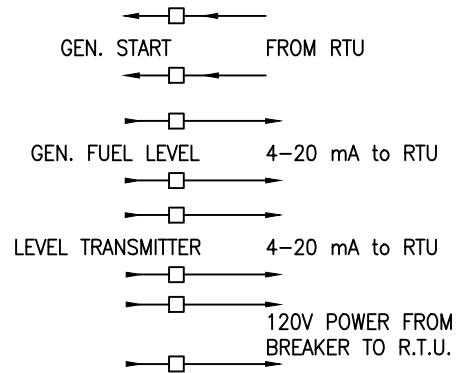 GEN. START FROM RTU
GEN. FUEL LEVEL 4-20 mA to RTU
LEVEL TRANSMITTER 4-20 mA to RTU
120V POWER FROM
BREAKER TO R.T.U.